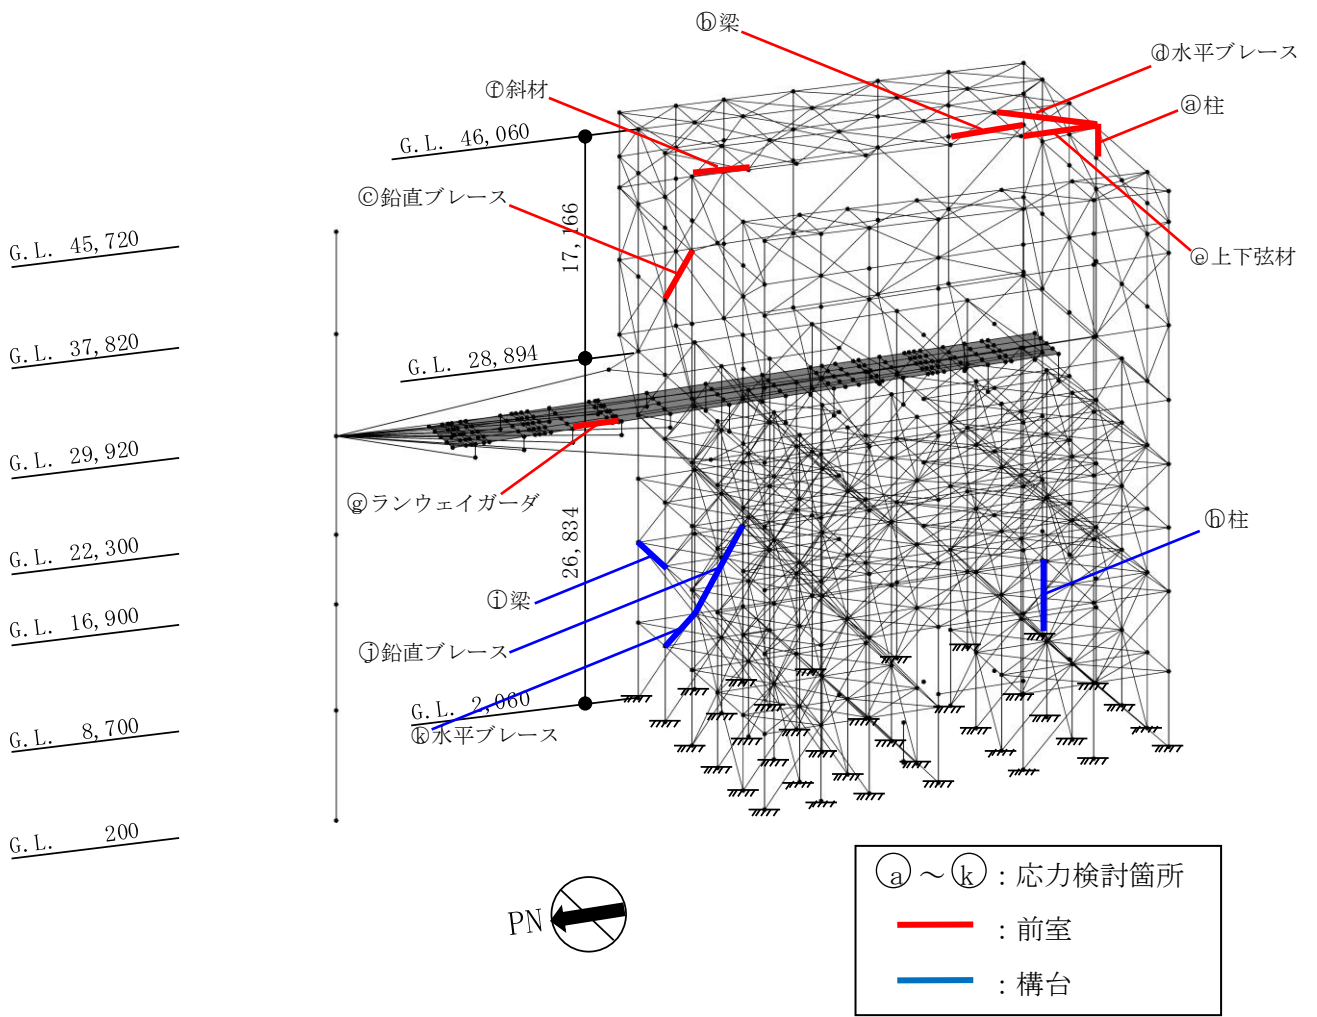 ⓑ梁
ⓓ水平ブレース
ⓕ斜材
ⓐ柱
G.L. 46,060
ⓒ鉛直ブレース
17,166
G.L. 45,720
ⓔ上下弦材
G.L. 37,820
G.L. 28,894
G.L. 29,920
ⓖランウェイガーダ
ⓗ柱
26,834
G.L. 22,300
ⓘ梁
G.L. 16,900
ⓙ鉛直ブレース
G.L. 2,060
ⓚ水平ブレース
G.L. 8,700
G.L. 200
PN
ⓐ～ⓚ：応力検討箇所
：前室
：構台